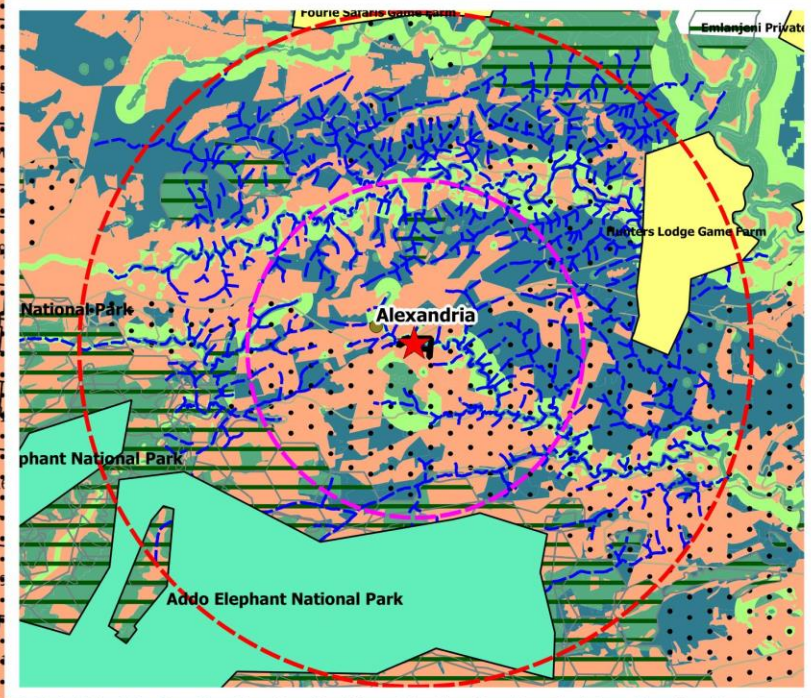 Fourie Safaris Game Farm
Emlanjeni Private
Hunters Lodge Game Farm
National Park
Alexandria
phant National Park
Addo Elephant National Park